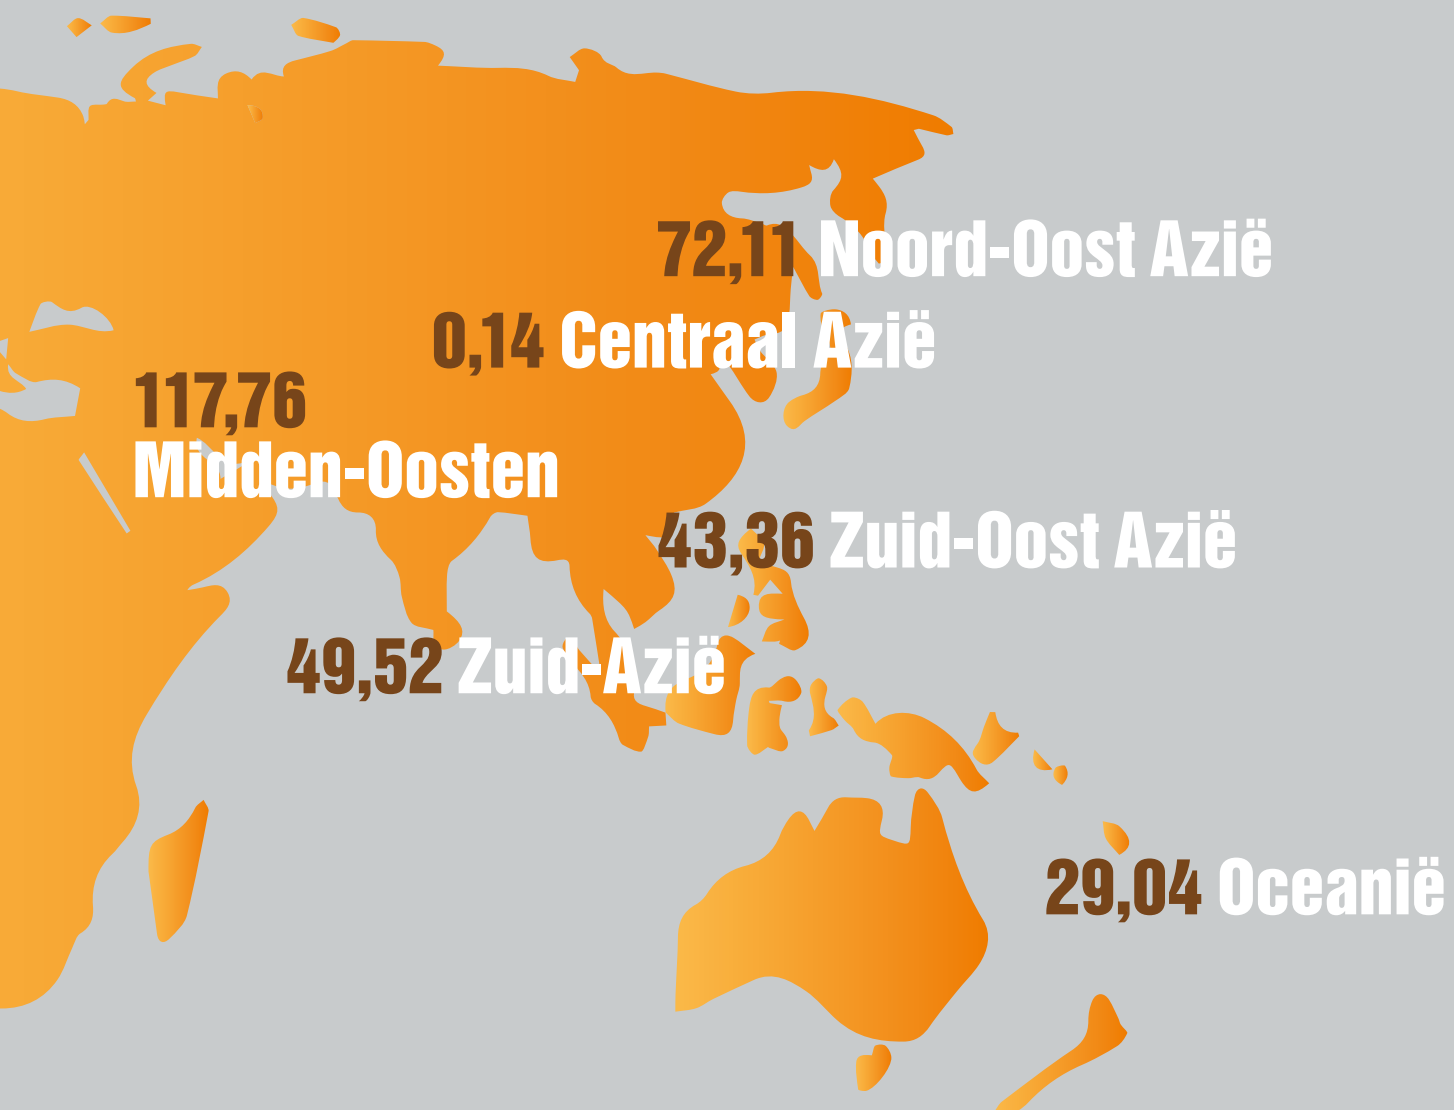 72,11 Noord-Oost Azië
0,14 Centraal Azië
117,76
Midden-Oosten
43,36 Zuid-Oost Azië
49,52 Zuid-Azië
29,04 Oceanië